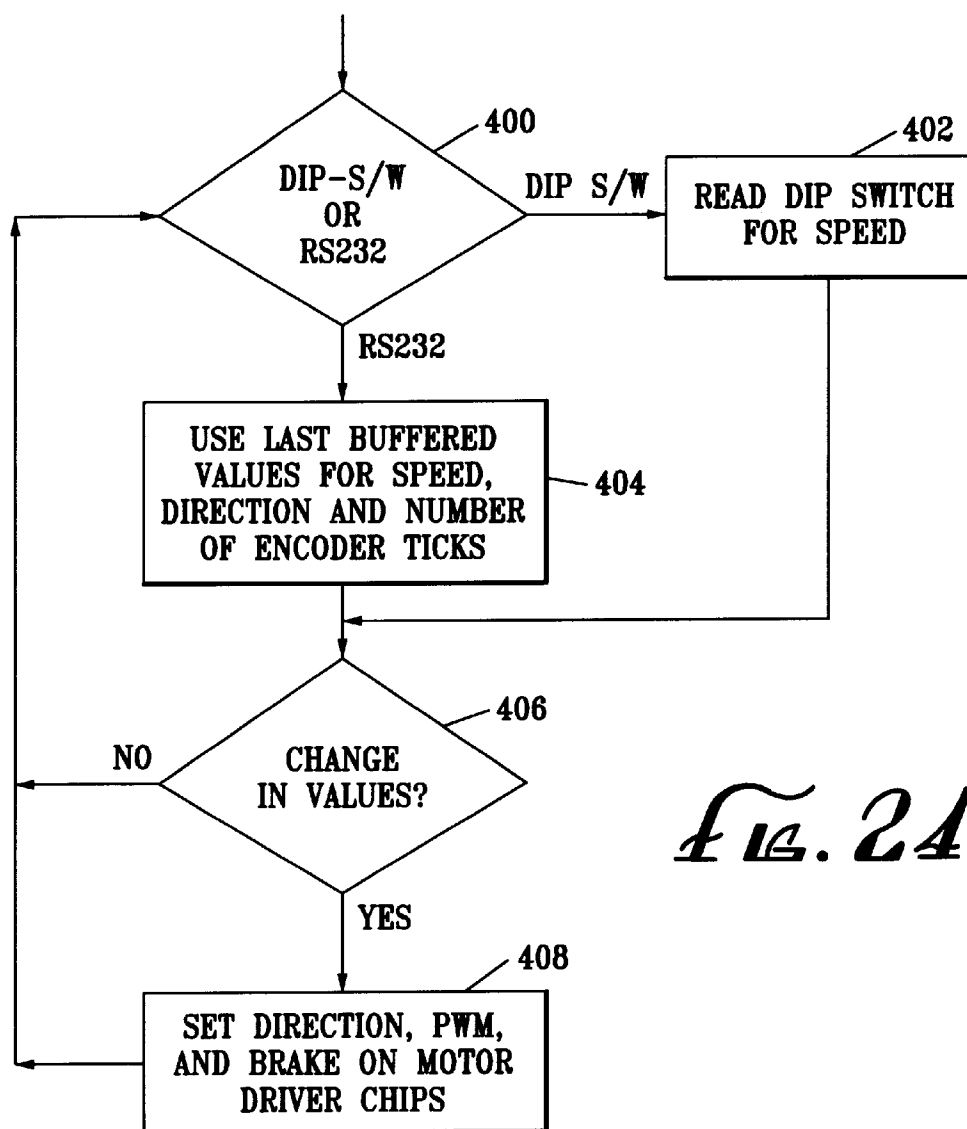 400
DIP-S/W
OR
RS232
DIP S/W
402
READ DIP SWITCH
FOR SPEED
RS232
USE LAST BUFFERED
VALUES FOR SPEED,
DIRECTION AND NUMBER
OF ENCODER TICKS
404
406
NO
CHANGE
IN VALUES?
YES
FIG. 24
408
SET DIRECTION, PWM,
AND BRAKE ON MOTOR
DRIVER CHIPS